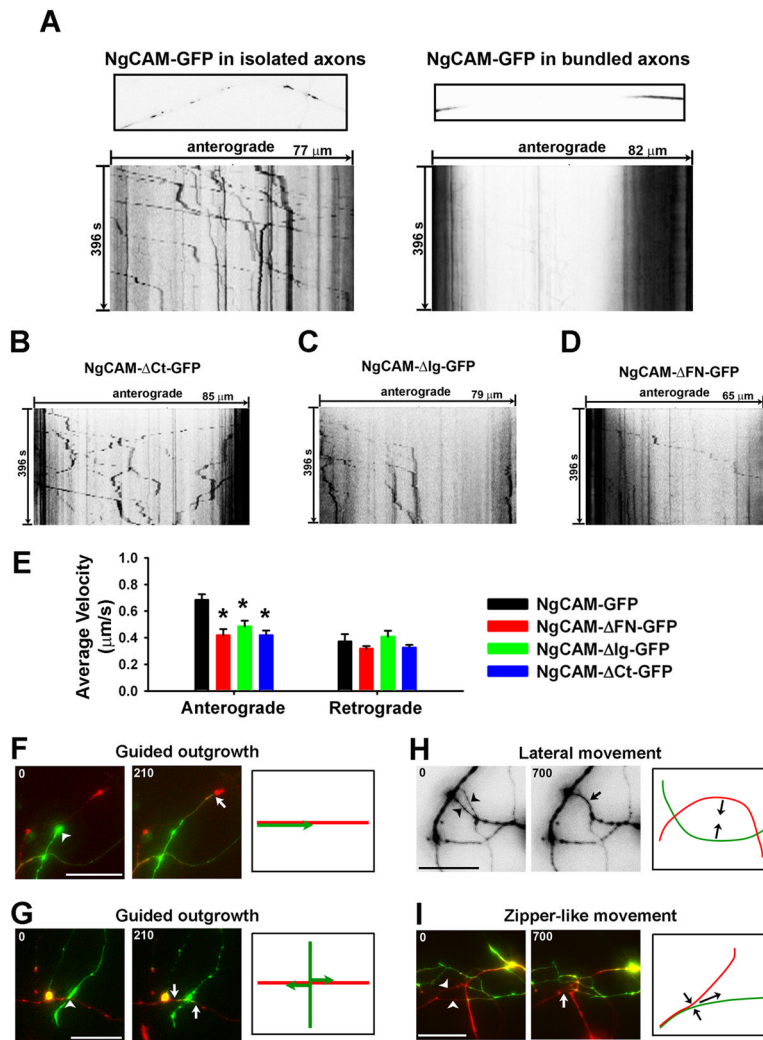 A
NgCAM-GFP in isolated axons
NgCAM-GFP in bundled axons
anterograde
77 μm
396 s
anterograde
82 μm
396 s
B
NgCAM-ΔCt-GFP
anterograde
85 μm
396 s
C
NgCAM-ΔIg-GFP
anterograde
79 μm
396 s
D
NgCAM-ΔFN-GFP
anterograde
65 μm
396 s
E
Average Velocity
(μm/s)
1.0
0.8
0.6
0.4
0.2
0.0
* * *
Anterograde
Retrograde
NgCAM-GFP
NgCAM-ΔFN-GFP
NgCAM-ΔIg-GFP
NgCAM-ΔCt-GFP
F
Guided outgrowth
0
210
G
Guided outgrowth
0
210
H
Lateral movement
0
700
I
Zipper-like movement
0
700